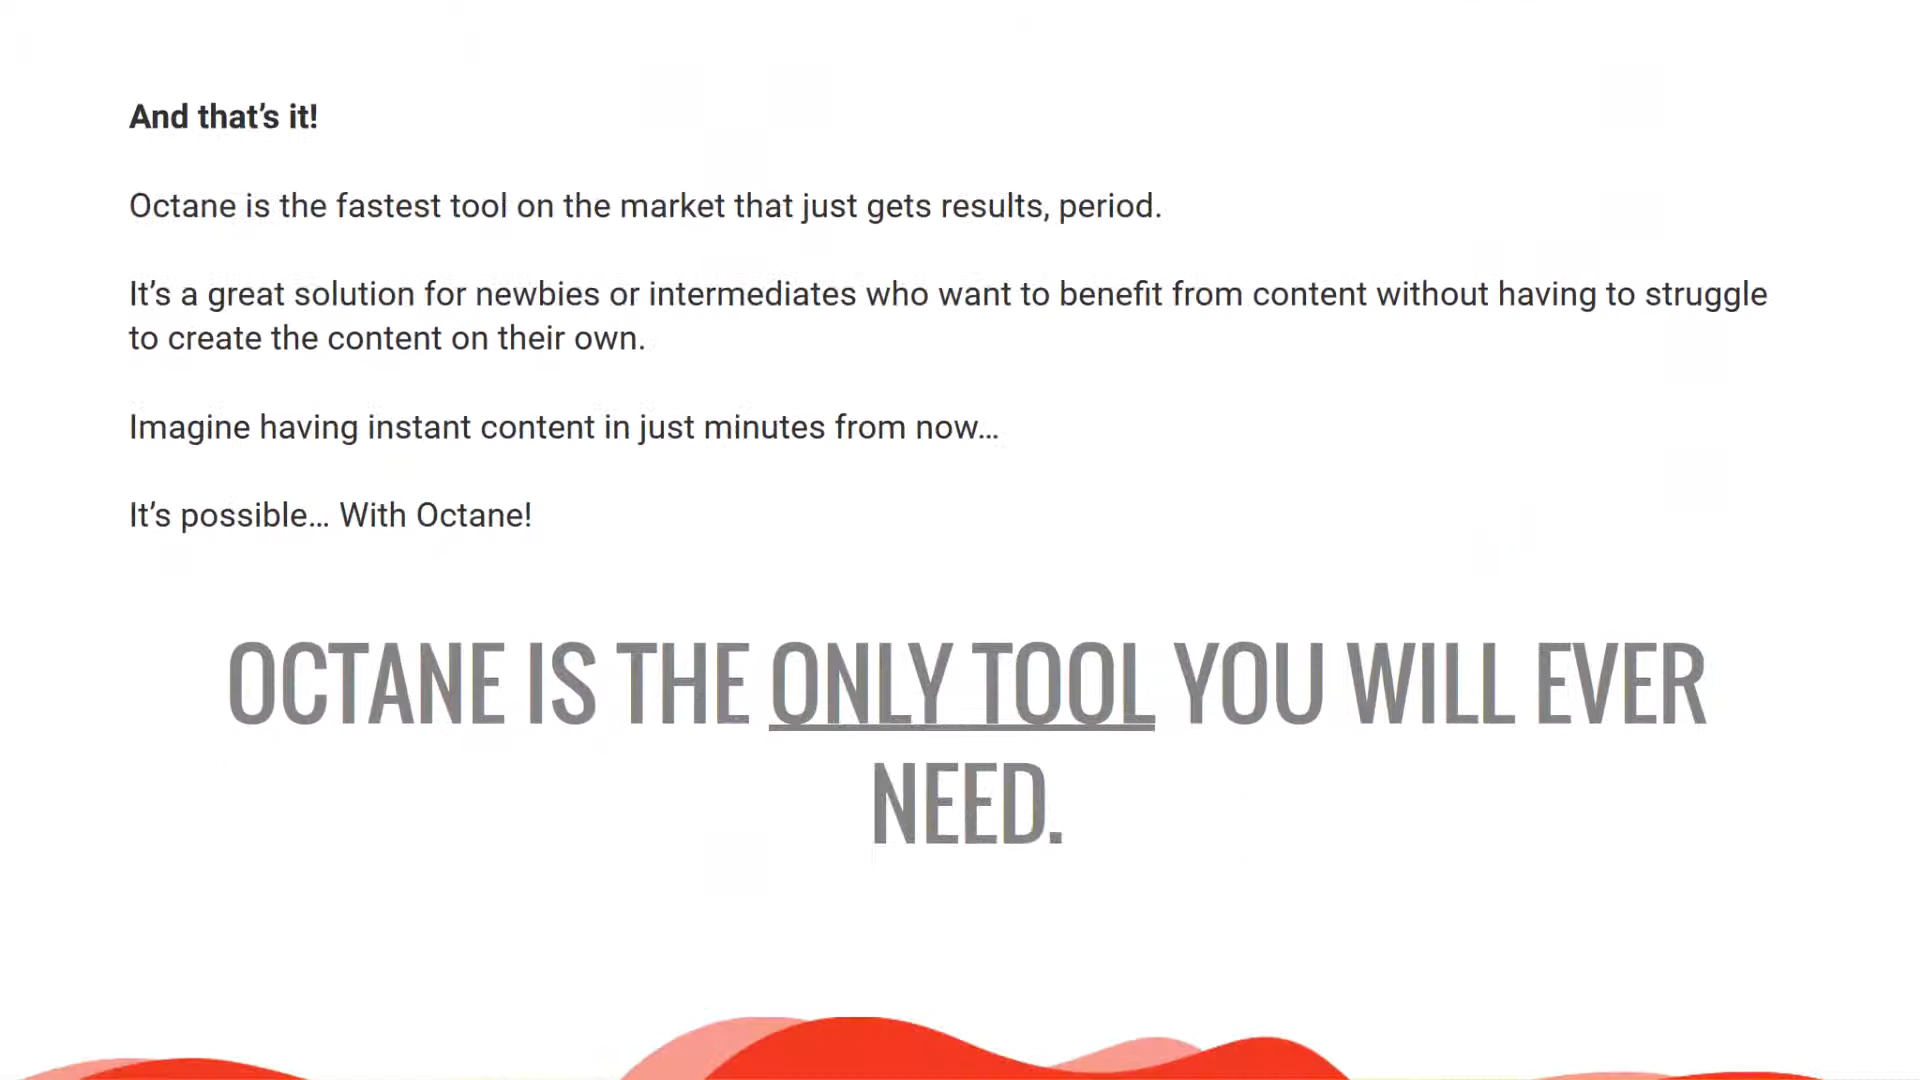 And that’s it!
Octane is the fastest tool on the market that just gets results, period.
It’s a great solution for newbies or intermediates who want to benefit from content without having to struggle
to create the content on their own.
Imagine having instant content in just minutes from now…
It’s possible… With Octane!
OCTANE IS THE ONLY TOOL YOU WILL EVER
NEED.